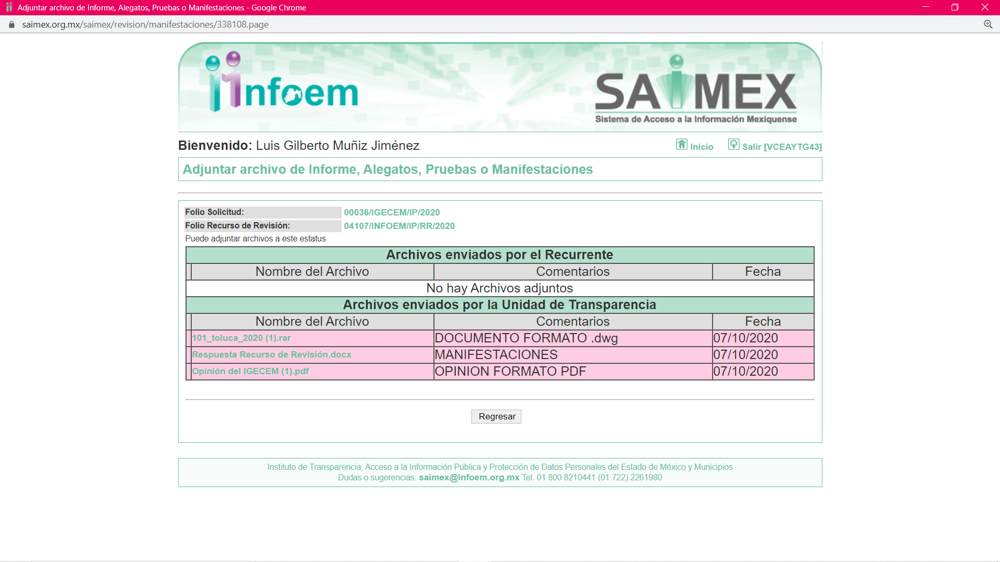 Adjuntar archivo de Informe, Alegatos, Pruebas o Manifestaciones - Google Chrome
saimex.org.mx/saimex/revision/manifestaciones/338108.page
infoem
SAIMEX
Sistema de Acceso a la Información Mexiquense
Bienvenido: Luis Gilberto Muñiz Jiménez
Inicio
Salir [VCEAYTG43]
Adjuntar archivo de Informe, Alegatos, Pruebas o Manifestaciones
Folio Solicitud: 00036/IGECEM/IP/2020
Folio Recurso de Revisión: 04107/INFOEM/IP/RR/2020
Puede adjuntar archivos a este estatus
Archivos enviados por el Recurrente
Nombre del Archivo Comentarios Fecha
No hay Archivos adjuntos
Archivos enviados por la Unidad de Transparencia
Nombre del Archivo Comentarios Fecha
101_toluca_2020 (1).rar DOCUMENTO FORMATO .dwg 07/10/2020
Respuesta Recurso de Revisión.docx MANIFESTACIONES 07/10/2020
Opinión del IGECEM (1).pdf OPINION FORMATO PDF 07/10/2020
Regresar
Instituto de Transparencia, Acceso a la Información Pública y Protección de Datos Personales del Estado de México y Municipios
Dudas o sugerencias: saimex@infoem.org.mx Tel. 01 800 8210441 (01 722) 2261980